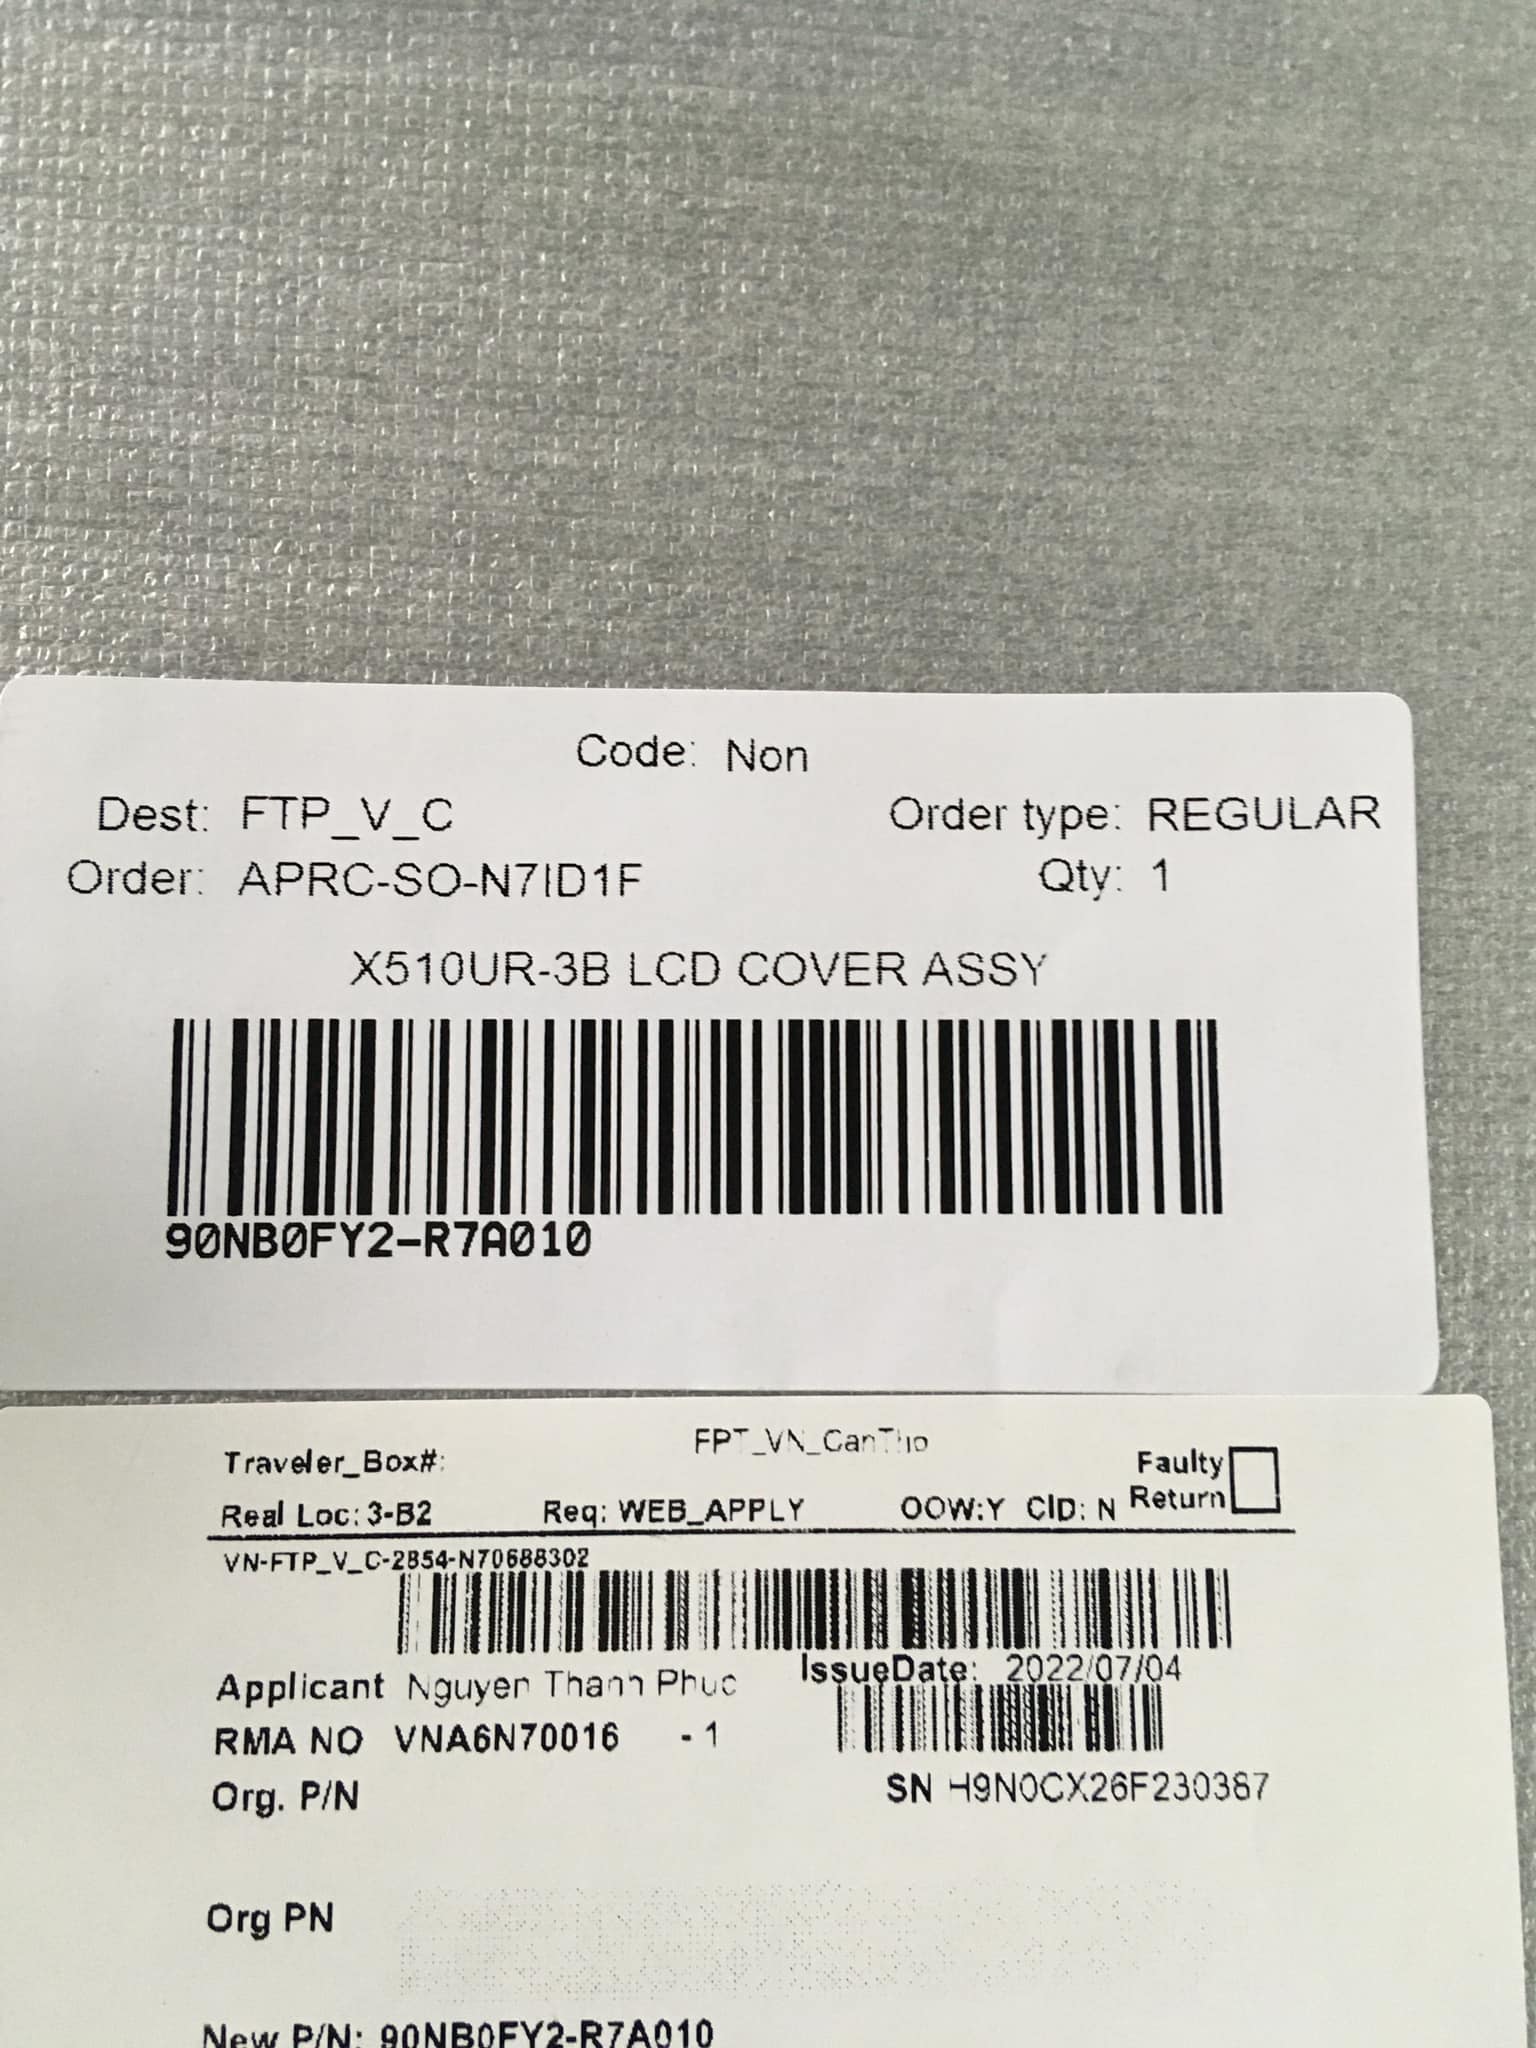 Code: Non
Dest: FTP_V_C Order type: REGULAR
Order: APRC-SO-N7ID1F Qty: 1
X510UR-3B LCD COVER ASSY
90NB0FY2-R7A010
FPT_VN_CanTho
Traveler_Box#: Faulty
Real Loc: 3-B2 Req: WEB_APPLY OOW:Y CID: N Return
VN-FTP_V_C-2854-N70688302
Applicant Nguyen Thanh Phuc IssueDate: 2022/07/04
RMA NO VNA6N70016 - 1
Org. P/N SN H9N0CX26F230387
Org PN
New P/N: 90NB0FY2-R7A010